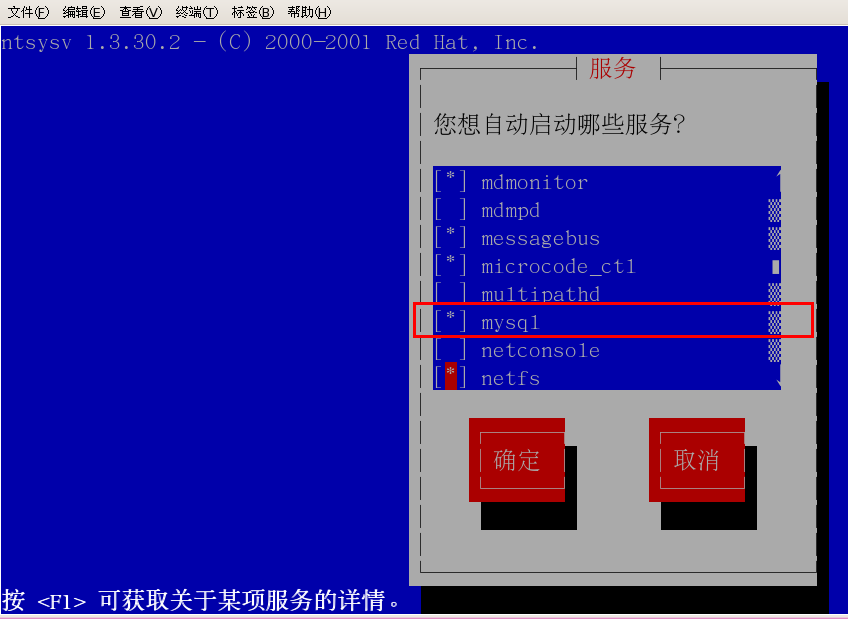 文件(F) 编辑(E) 查看(V) 终端(T) 标签(B) 帮助(H)
ntsysv 1.3.30.2 - (C) 2000-2001 Red Hat, Inc.
服务
您想自动启动哪些服务?
[*] mdmonitor
[ ] mdmpd
[*] messagebus
[*] microcode_ctl
[ ] multipathd
[*] mysql
[ ] netconsole
[*] netfs
确定 取消
按 <F1> 可获取关于某项服务的详情。